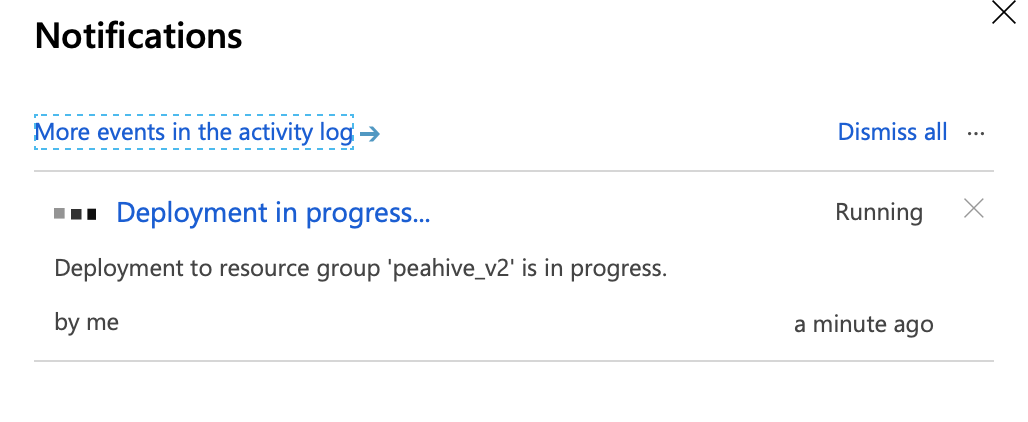 Notifications
More events in the activity log → Dismiss all ...
Deployment in progress... Running
Deployment to resource group 'peahive_v2' is in progress.
by me a minute ago